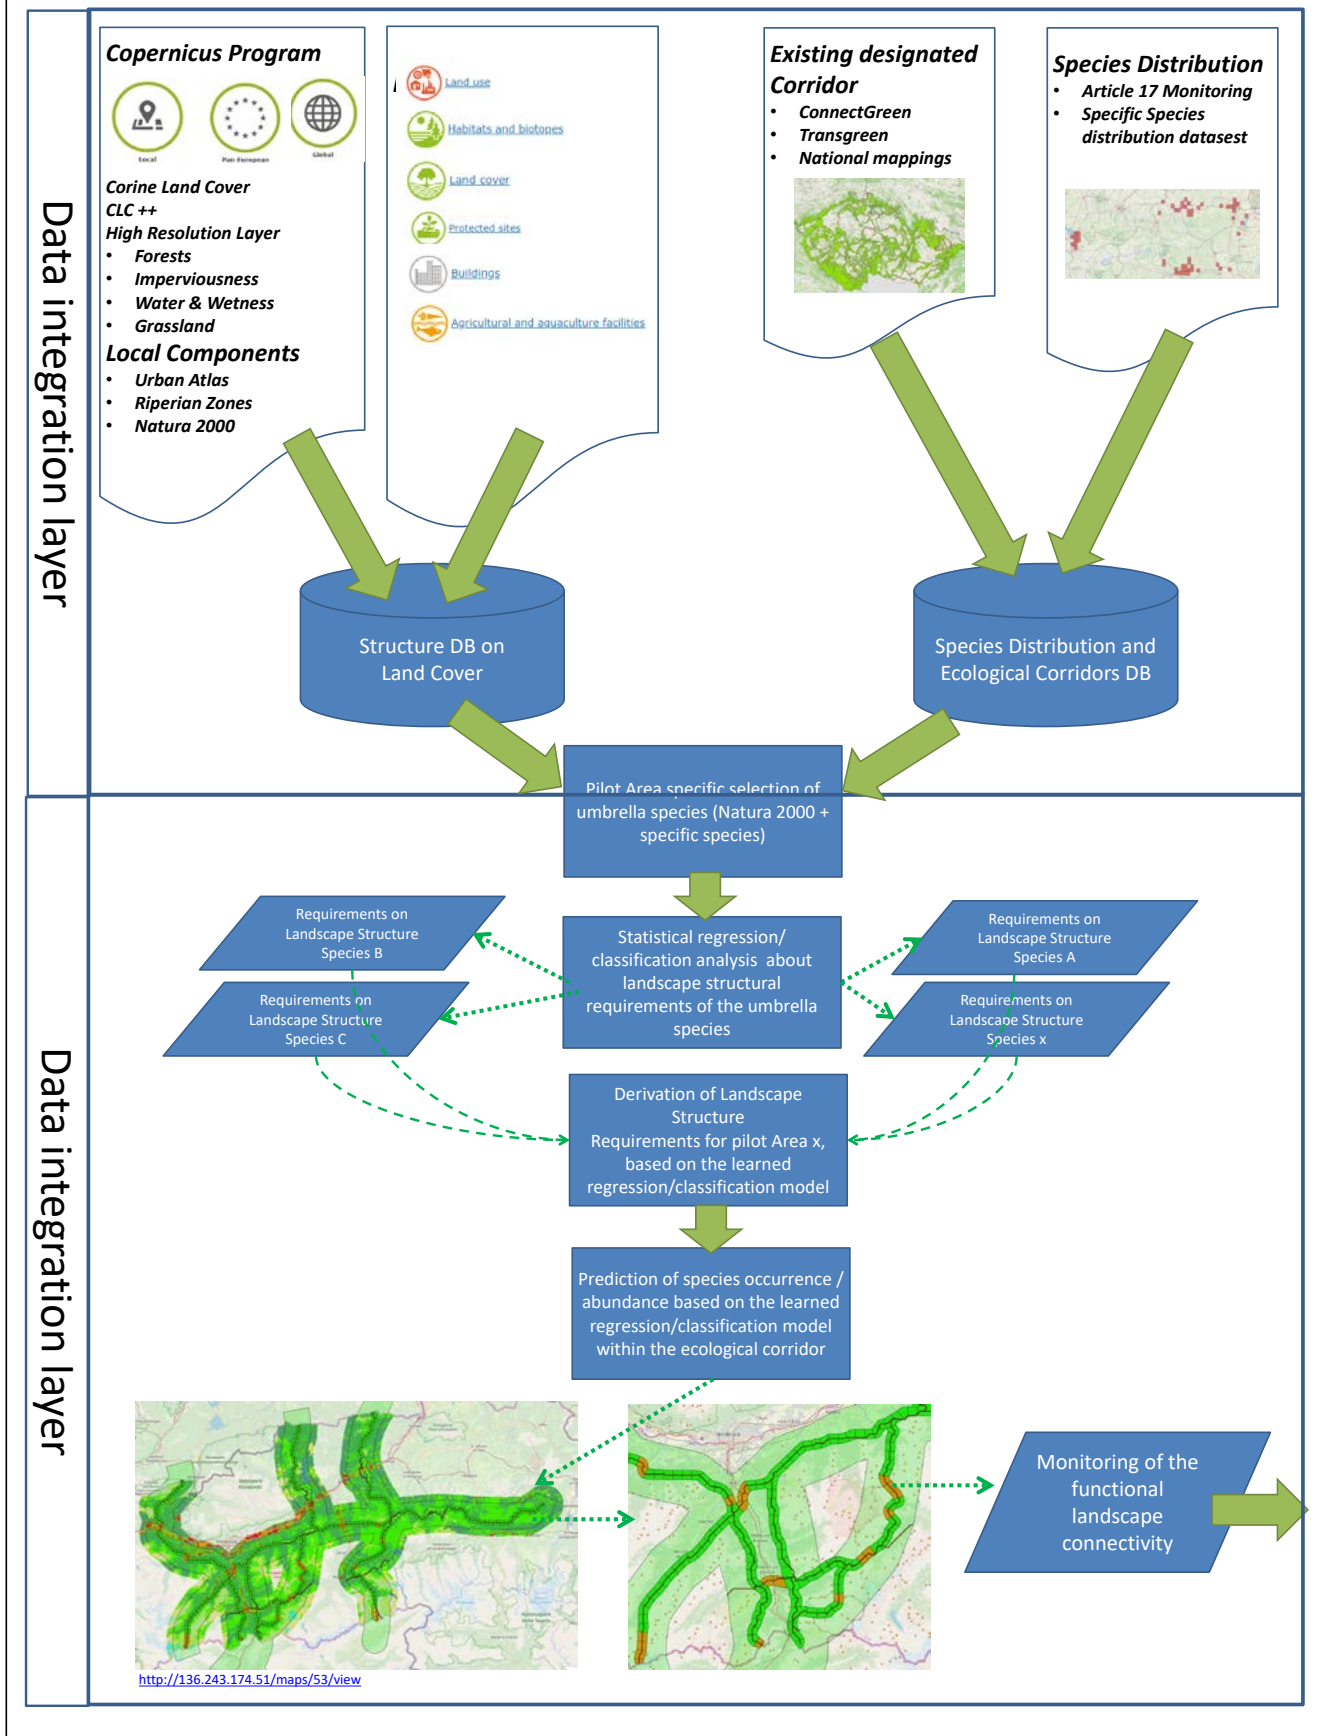 Data integration layer
Copernicus Program
Local
Pan-European
Global
Corine Land Cover
CLC ++
High Resolution Layer
• Forests
• Imperviousness
• Water & Wetness
• Grassland
Local Components
• Urban Atlas
• Riperian Zones
• Natura 2000
Land use
Habitats and biotopes
Land cover
Protected sites
Buildings
Agricultural and aquaculture facilities
Existing designated
Corridor
• ConnectGreen
• Transgreen
• National mappings
Species Distribution
• Article 17 Monitoring
• Specific Species
distribution datasest
Structure DB on
Land Cover
Species Distribution and
Ecological Corridors DB
Pilot Area specific selection of
umbrella species (Natura 2000 +
specific species)
Data integration layer
Requirements on
Landscape Structure
Species B
Requirements on
Landscape Structure
Species C
Statistical regression/
classification analysis about
landscape structural
requirements of the umbrella
species
Requirements on
Landscape Structure
Species A
Requirements on
Landscape Structure
Species x
Derivation of Landscape
Structure
Requirements for pilot Area x,
based on the learned
regression/classification model
Prediction of species occurrence /
abundance based on the learned
regression/classification model
within the ecological corridor
Monitoring of the
functional
landscape
connectivity
http://136.243.174.51/maps/53/view